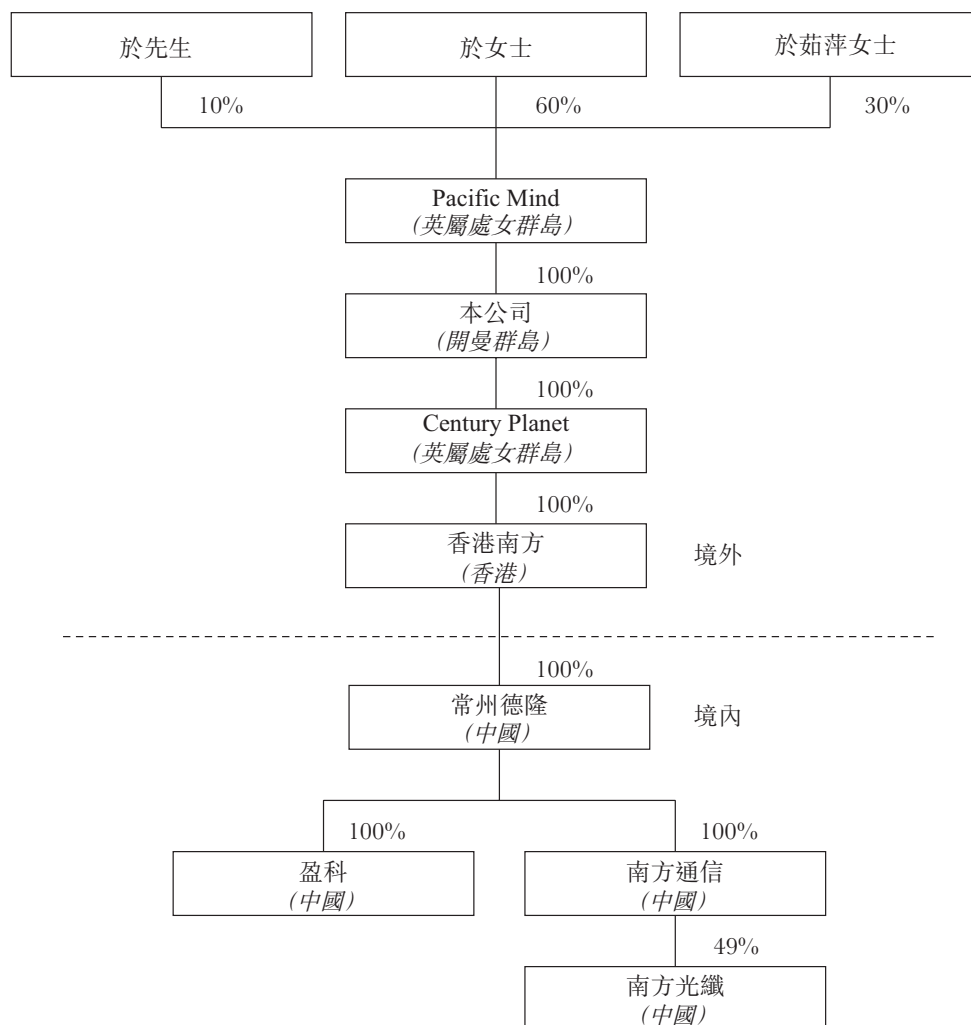 於先生
於女士
於茹萍女士
10%
60%
30%
Pacific Mind
(英屬處女群島)
100%
本公司
(開曼群島)
100%
Century Planet
(英屬處女群島)
100%
香港南方
(香港)
境外
100%
常州德隆
(中國)
境內
100%
100%
盈科
(中國)
南方通信
(中國)
49%
南方光纖
(中國)